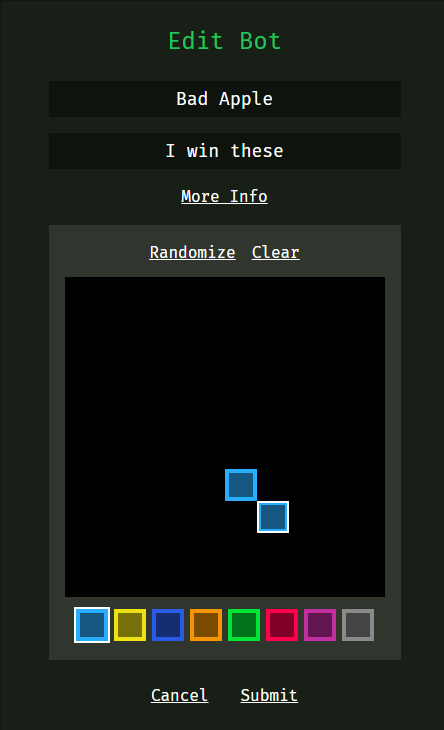 Edit Bot
Bad Apple
I win these
More Info
Randomize Clear
Cancel Submit